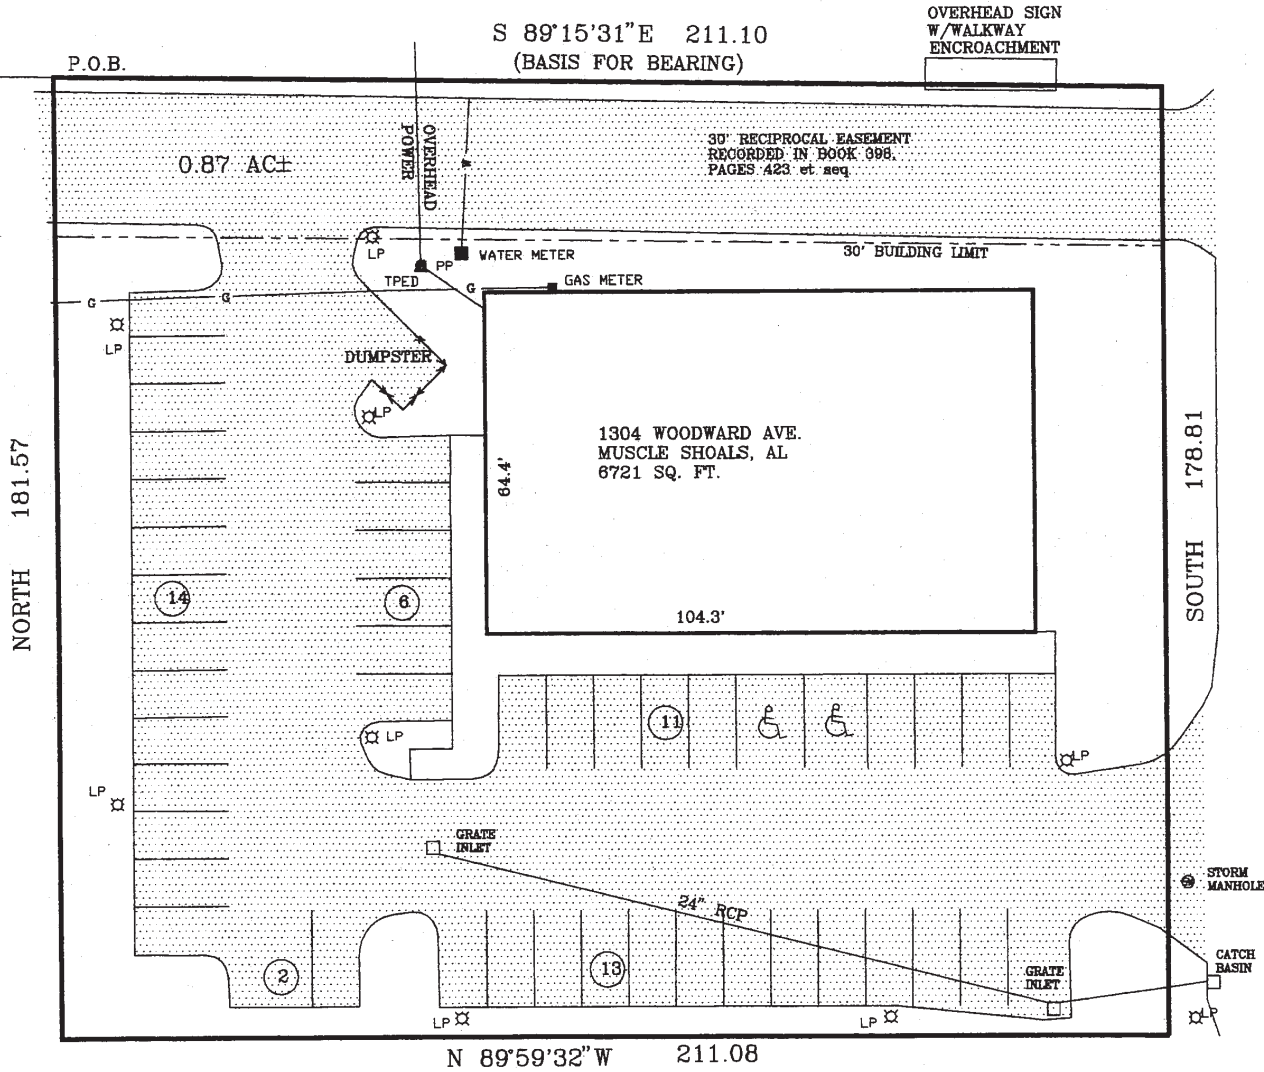 OVERHEAD SIGN
W/WALKWAY
ENCROACHMENT
S 89°15'31"E 211.10
(BASIS FOR BEARING)
P.O.B.
0.87 AC±
OVERHEAD
POWER
W
30' RECIPROCAL EASEMENT
RECORDED IN BOOK 398,
PAGES 423 et seq
LP
PP
WATER METER
30' BUILDING LIMIT
TPED
GAS METER
G
G
G
LP
DUMPSTER
LP
1304 WOODWARD AVE.
MUSCLE SHOALS, AL
6721 SQ. FT.
64.4'
104.3'
NORTH 181.57
SOUTH 178.81
14
6
11
LP
LP
LP
GRATE
INLET
24" RCP
STORM
MANHOLE
2
13
GRATE
INLET
CATCH
BASIN
LP
LP
LP
N 89°59'32"W 211.08